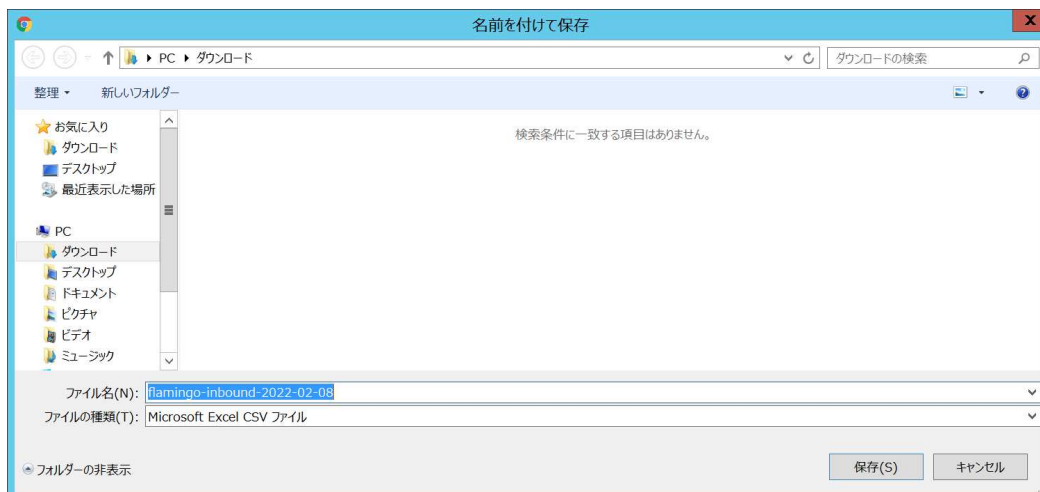 名前を付けて保存
x
PC ダウンロード
ダウンロードの検索
整理
新しいフォルダー
お気に入り
ダウンロード
デスクトップ
最近表示した場所
PC
ダウンロード
デスクトップ
ドキュメント
ピクチャ
ビデオ
ミュージック
検索条件に一致する項目はありません。
ファイル名(N): flamingo-inbound-2022-02-08
ファイルの種類(T): Microsoft Excel CSV ファイル
フォルダーの非表示
保存(S)
キャンセル